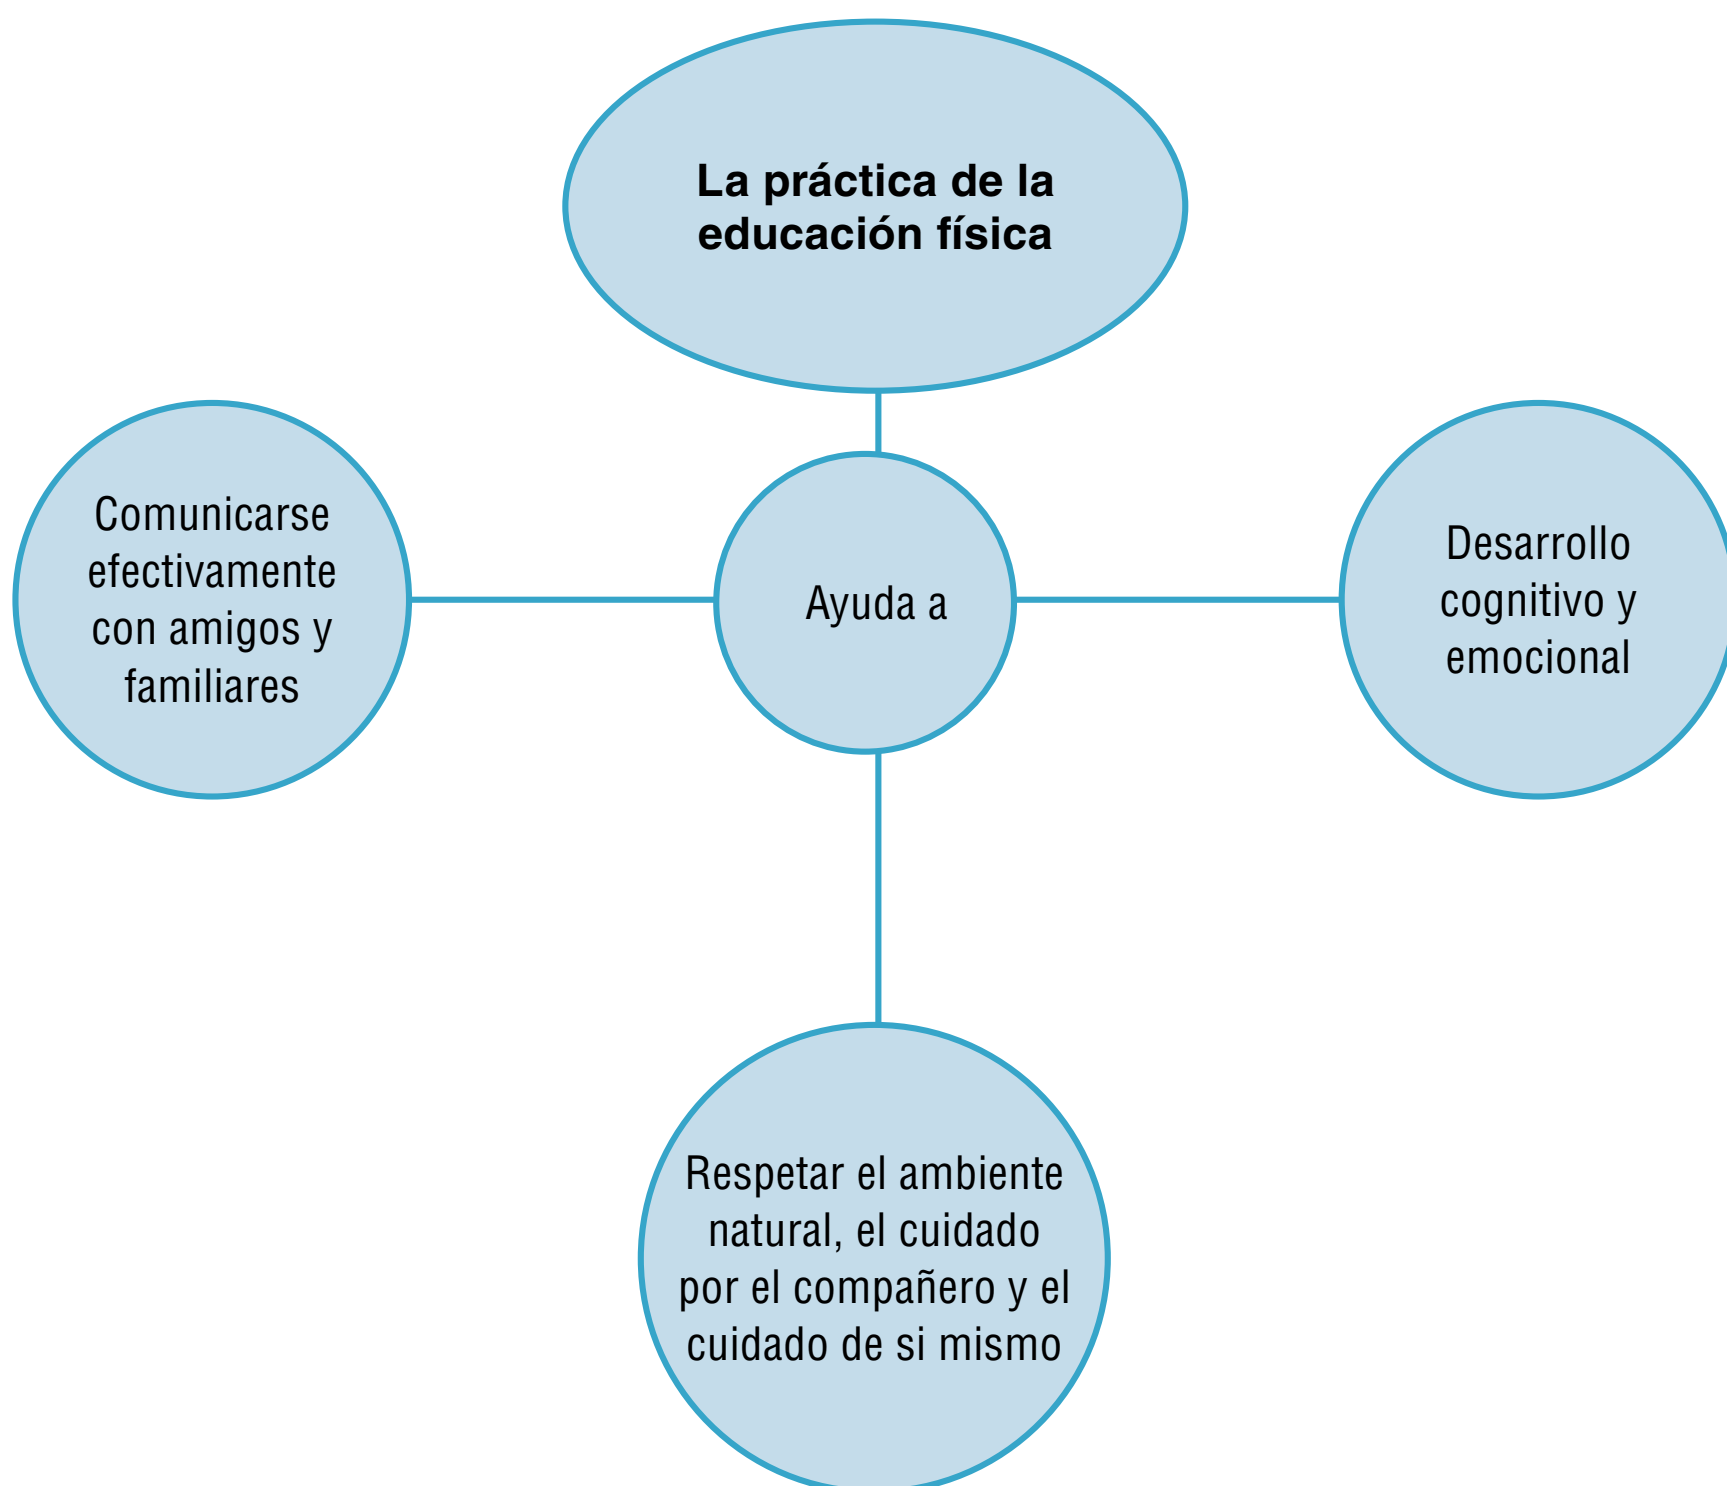 La práctica de la
educación física
Comunicarse
efectivamente
con amigos y
familiares
Ayuda a
Desarrollo
cognitivo y
emocional
Respetar el ambiente
natural, el cuidado
por el compañero y el
cuidado de si mismo